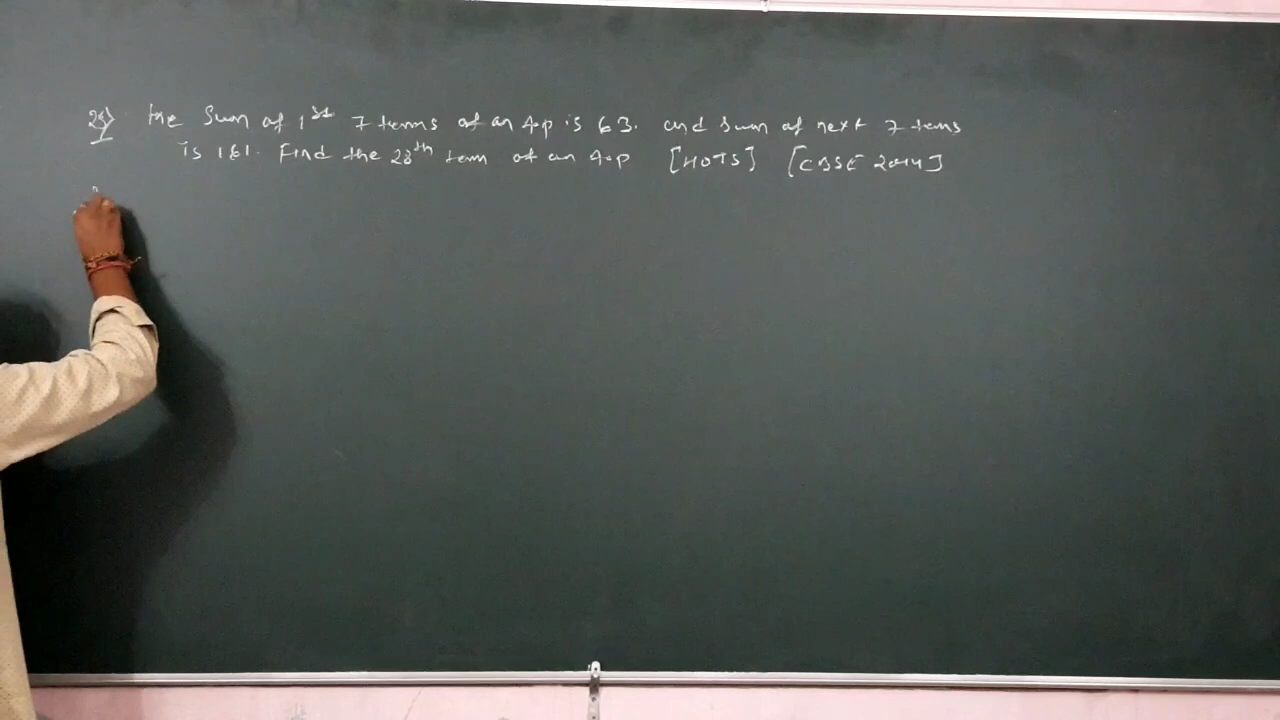 29) The Sum of 1st 7 terms of an A.p is 63. and Sum of next 7 terms
is 161. Find the 28th term of an A.p [HOTS] [CBSE 2014]